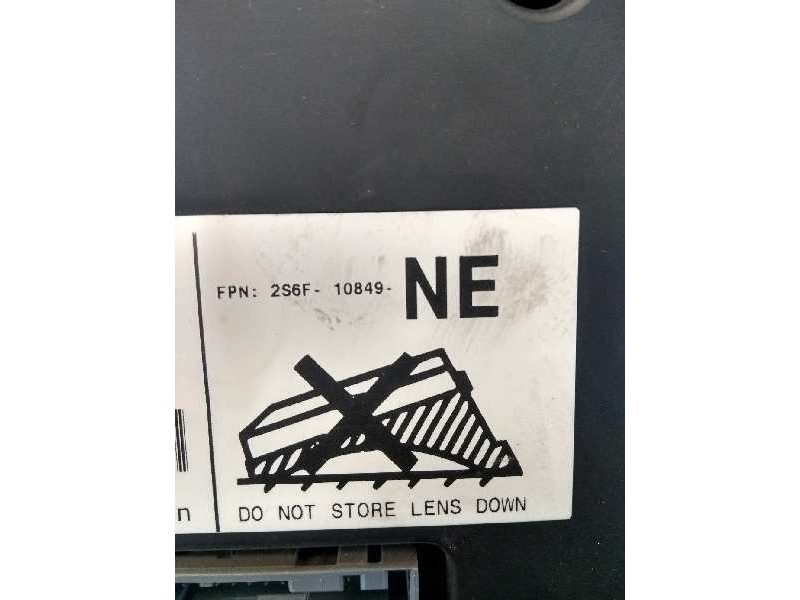 FPN: 2S6F- 10849- NE
DO NOT STORE LENS DOWN
n